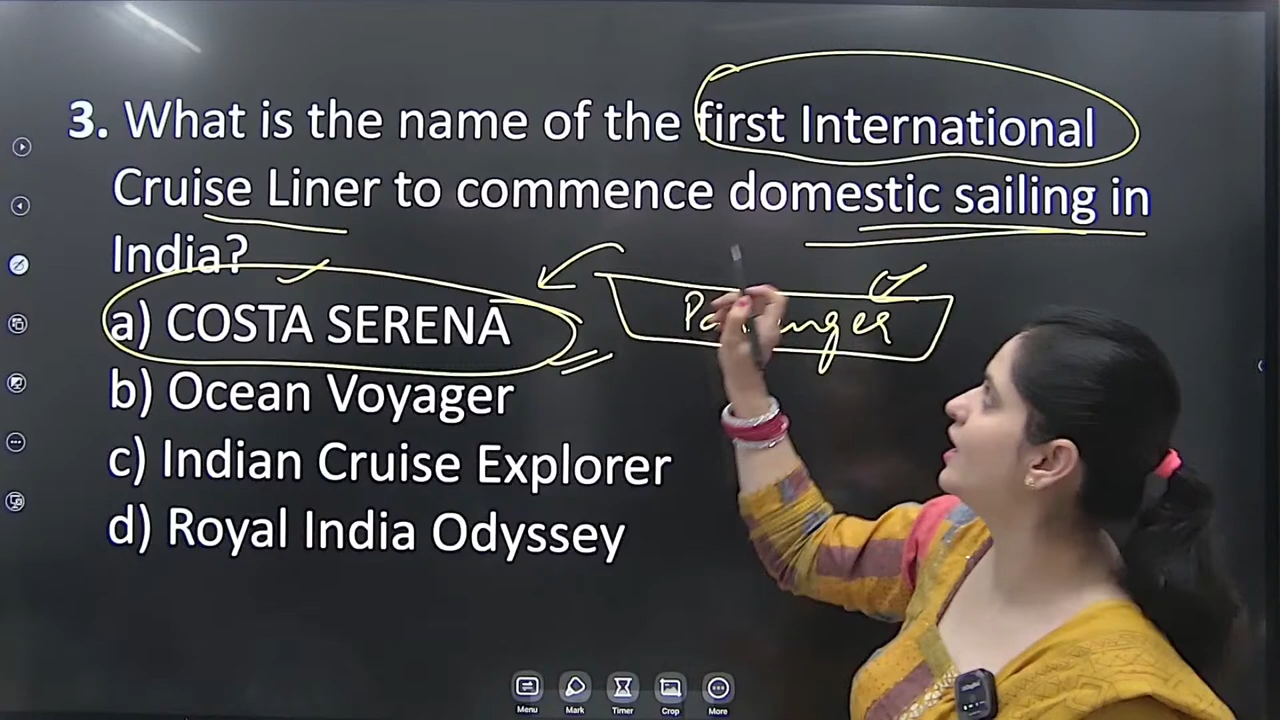 3. What is the name of the first International
Cruise Liner to commence domestic sailing in
India?
a) COSTA SERENA
b) Ocean Voyager
c) Indian Cruise Explorer
d) Royal India Odyssey
Menu
Mark
Timer
Crop
More